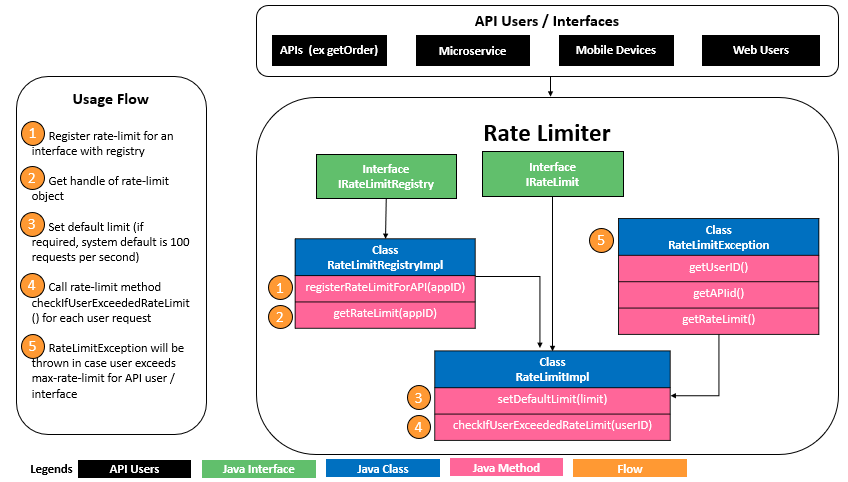 API Users / Interfaces
APIs (ex getOrder)
Microservice
Mobile Devices
Web Users
Usage Flow
1 Register rate-limit for an
interface with registry
2 Get handle of rate-limit
object
3 Set default limit (if
required, system default is 100
requests per second)
4 Call rate-limit method
checkIfUserExceededRateLimit
() for each user request
5 RateLimitException will be
thrown in case user exceeds
max-rate-limit for API user /
interface
Rate Limiter
Interface
IRateLimitRegistry
Interface
IRateLimit
Class
RateLimitRegistryImpl
1 registerRateLimitForAPI(appID)
2 getRateLimit(appID)
5
Class
RateLimitException
getUserID()
getAPIid()
getRateLimit()
Class
RateLimitImpl
3 setDefaultLimit(limit)
4 checkIfUserExceededRateLimit(userID)
Legends
API Users
Java Interface
Java Class
Java Method
Flow